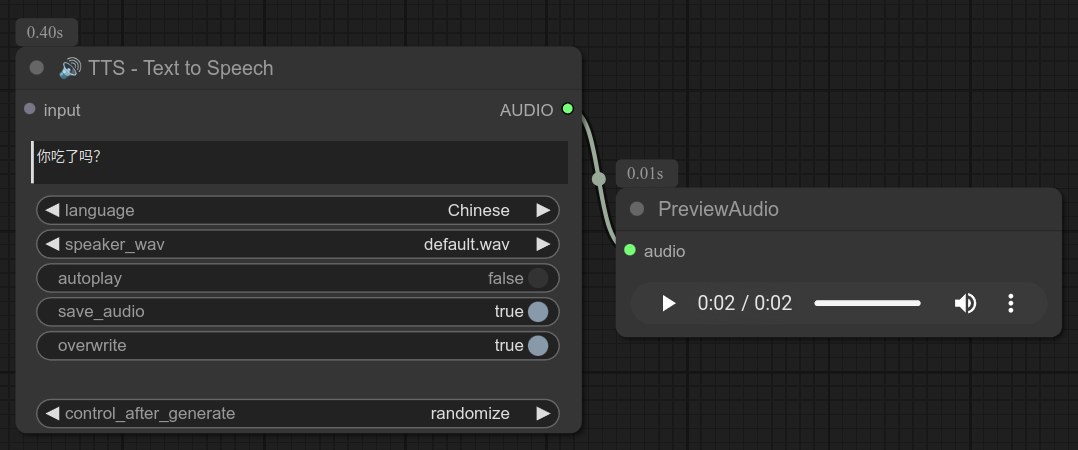 0.40s
🔊 TTS - Text to Speech
input
AUDIO
你吃了吗?
language
Chinese
speaker_wav
default.wav
autoplay
false
save_audio
true
overwrite
true
control_after_generate
randomize
0.01s
PreviewAudio
audio
0:02 / 0:02